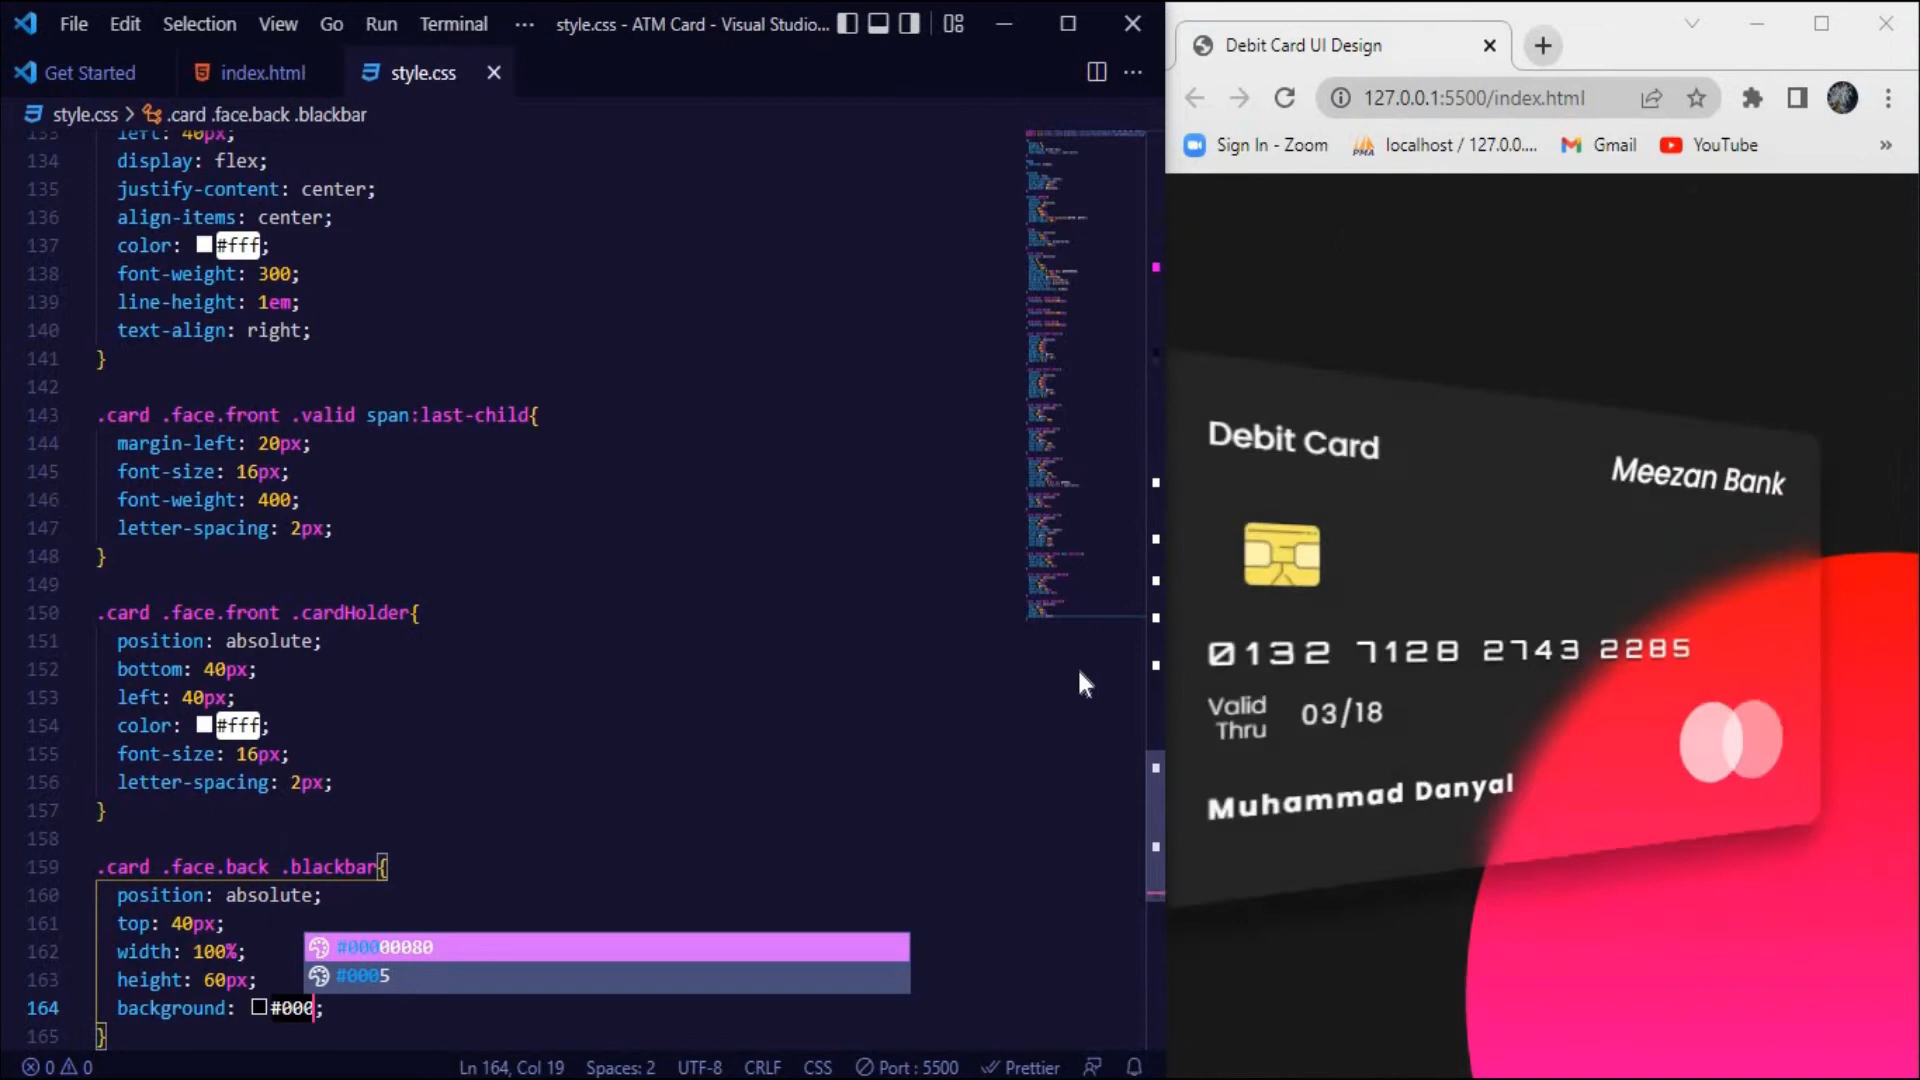 File Edit Selection View Go Run Terminal ··· style.css - ATM Card - Visual Studio...
Get Started index.html style.css
style.css > .card .face.back .blackbar
133 left: 40px;
134 display: flex;
135 justify-content: center;
136 align-items: center;
137 color: #fff;
138 font-weight: 300;
139 line-height: 1em;
140 text-align: right;
141 }
142
143 .card .face.front .valid span:last-child{
144 margin-left: 20px;
145 font-size: 16px;
146 font-weight: 400;
147 letter-spacing: 2px;
148 }
149
150 .card .face.front .cardHolder{
151 position: absolute;
152 bottom: 40px;
153 left: 40px;
154 color: #fff;
155 font-size: 16px;
156 letter-spacing: 2px;
157 }
158
159 .card .face.back .blackbar{
160 position: absolute;
161 top: 40px;
162 width: 100%;
163 height: 60px;
164 background: #000;
165 }
#00000080
#0005
0 0 Ln 164, Col 19 Spaces: 2 UTF-8 CRLF CSS Port : 5500 Prettier
Debit Card UI Design
127.0.0.1:5500/index.html
Sign In - Zoom localhost / 127.0.0.... Gmail YouTube »
Debit Card
Meezan Bank
0132 7128 2743 2285
Valid
Thru
03/18
Muhammad Danyal